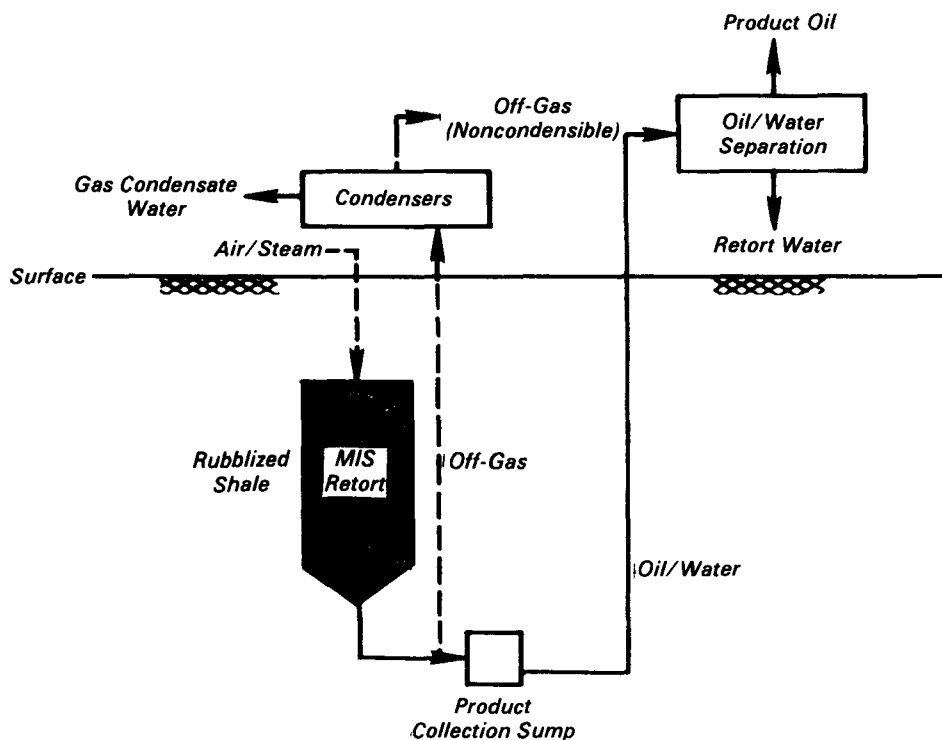 Product Oil
Off-Gas
(Noncondensible)
Oil/Water
Separation
Gas Condensate
Water
Condensers
Air/Steam
Retort Water
Surface
Rubblized
Shale
MIS
Retort
Off-Gas
Oil/Water
Product
Collection Sump